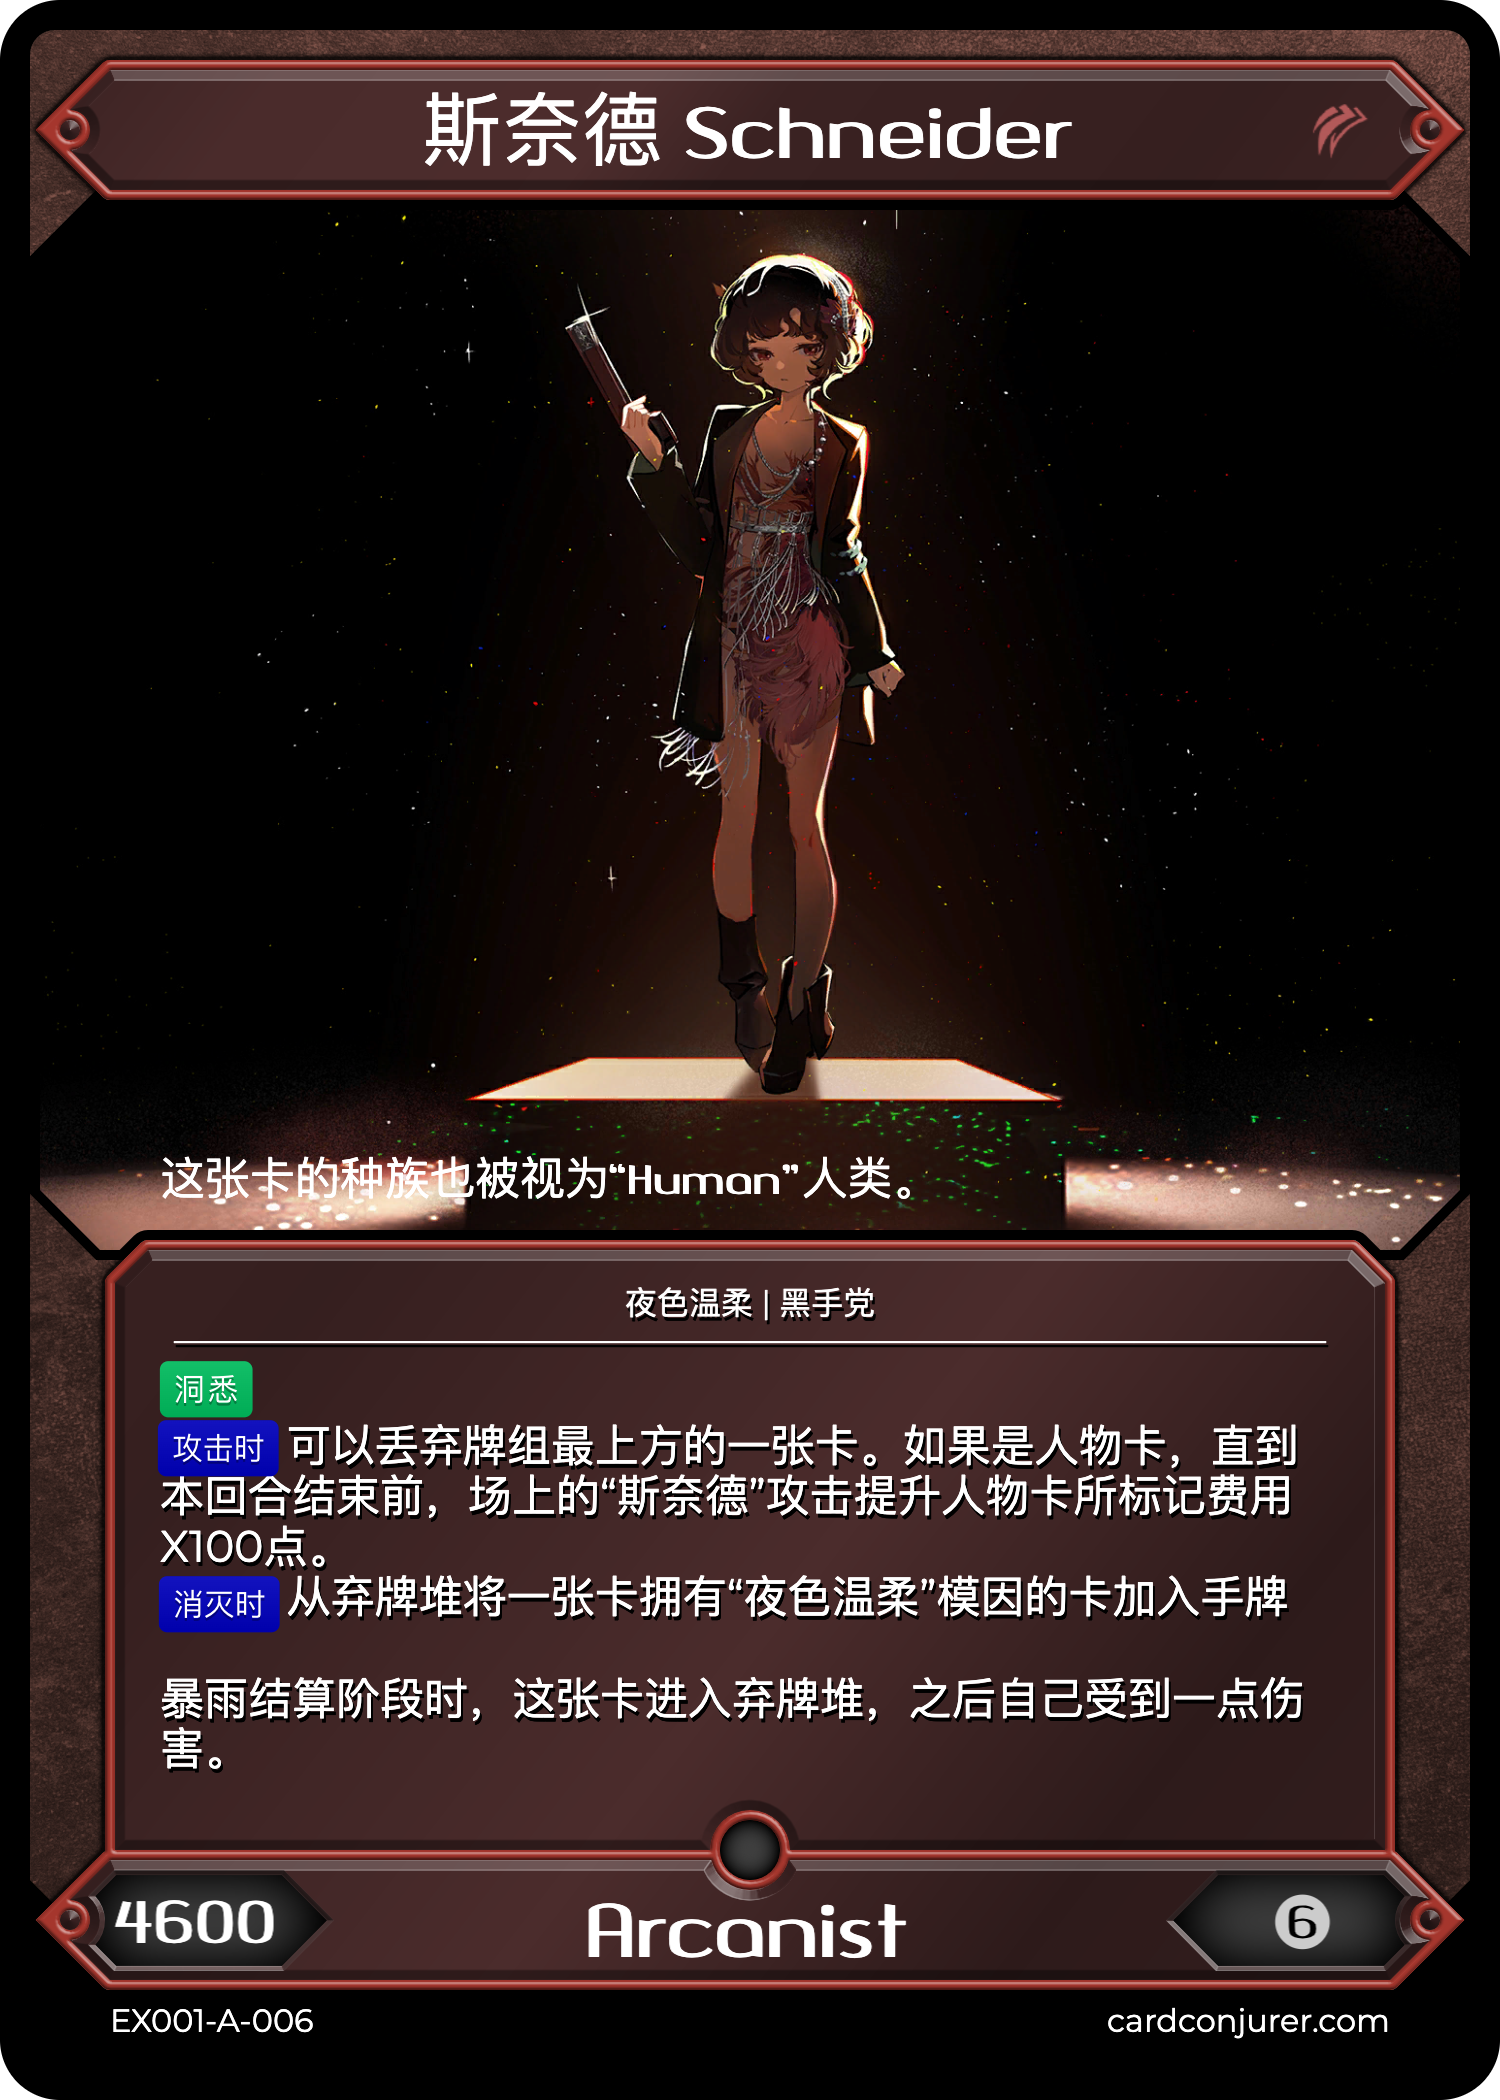 斯奈德 Schneider
这张卡的种族也被视为“Human”人类。
夜色温柔 | 黑手党
洞悉
攻击时 可以丢弃牌组最上方的一张卡。如果是人物卡，直到
本回合结束前，场上的“斯奈德”攻击提升人物卡所标记费用
X100点。
消灭时 从弃牌堆将一张卡拥有“夜色温柔”模因的卡加入手牌
暴雨结算阶段时，这张卡进入弃牌堆，之后自己受到一点伤
害。
4600
Arcanist
6
EX001-A-006
cardconjurer.com